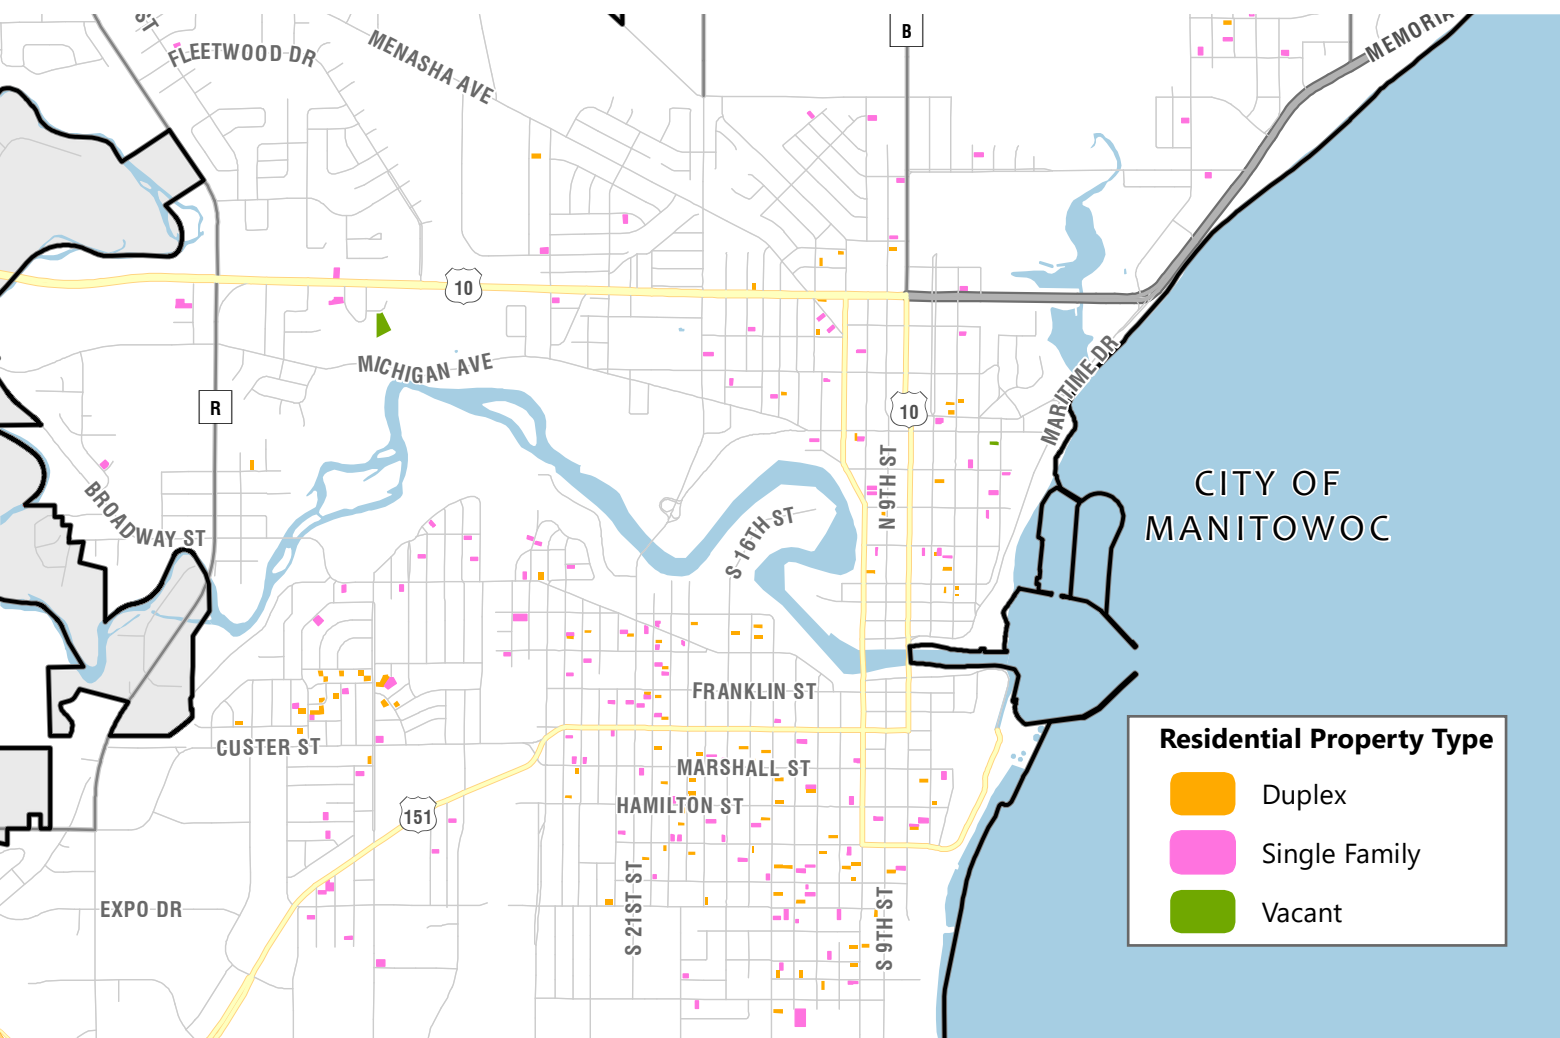 ST
FLEETWOOD DR
MENASHA AVE
B
MEMORIA
10
MICHIGAN AVE
R
10
MARITIME DR
N 9TH ST
CITY OF
MANITOWOC
BROADWAY ST
S 16TH ST
FRANKLIN ST
CUSTER ST
MARSHALL ST
HAMILTON ST
151
S 21ST ST
S 9TH ST
EXPO DR
Residential Property Type
Duplex
Single Family
Vacant